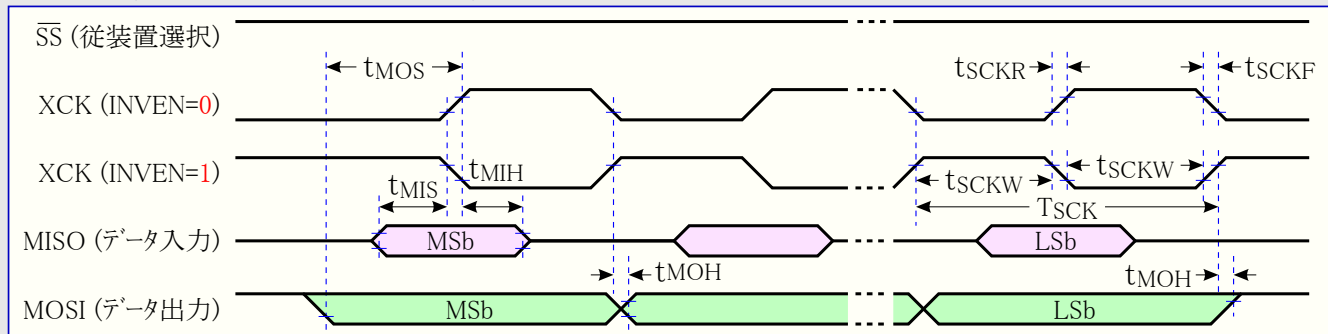 SS (従装置選択)
tMOS
tSCKR
tSCKF
XCK (INVEN=0)
XCK (INVEN=1)
tMIS
tMIH
tSCKW
tSCKW
TSCK
MISO (データ入力)
MSb
LSb
tMOH
tMOH
MOSI (データ出力)
MSb
LSb